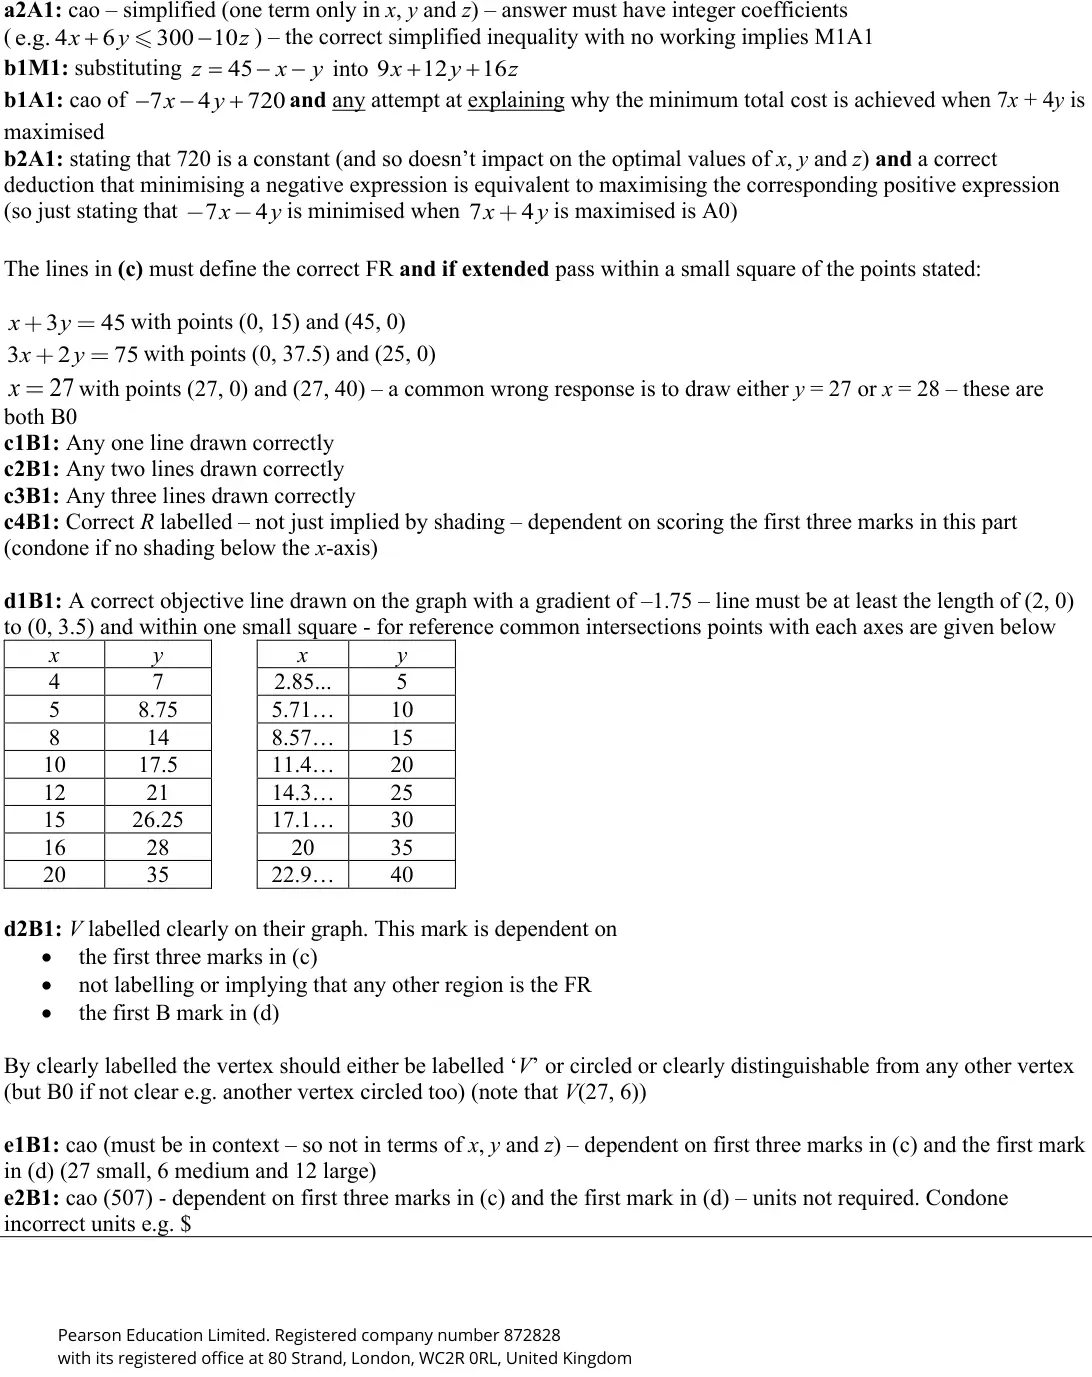 a2A1: cao – simplified (one term only in x, y and z) – answer must have integer coefficients
( e.g. 4x + 6y ⩽ 300 – 10z ) – the correct simplified inequality with no working implies M1A1
b1M1: substituting z = 45 – x – y into 9x + 12y + 16z
b1A1: cao of –7x – 4y + 720 and any attempt at explaining why the minimum total cost is achieved when 7x + 4y is
maximised
b2A1: stating that 720 is a constant (and so doesn’t impact on the optimal values of x, y and z) and a correct
deduction that minimising a negative expression is equivalent to maximising the corresponding positive expression
(so just stating that –7x – 4y is minimised when 7x + 4y is maximised is A0)
The lines in (c) must define the correct FR and if extended pass within a small square of the points stated:
x + 3y = 45 with points (0, 15) and (45, 0)
3x + 2y = 75 with points (0, 37.5) and (25, 0)
x = 27 with points (27, 0) and (27, 40) – a common wrong response is to draw either y = 27 or x = 28 – these are
both B0
c1B1: Any one line drawn correctly
c2B1: Any two lines drawn correctly
c3B1: Any three lines drawn correctly
c4B1: Correct R labelled – not just implied by shading – dependent on scoring the first three marks in this part
(condone if no shading below the x-axis)
d1B1: A correct objective line drawn on the graph with a gradient of –1.75 – line must be at least the length of (2, 0)
to (0, 3.5) and within one small square - for reference common intersections points with each axes are given below
x y x y
4 7 2.85... 5
5 8.75 5.71… 10
8 14 8.57… 15
10 17.5 11.4… 20
12 21 14.3… 25
15 26.25 17.1… 30
16 28 20 35
20 35 22.9… 40
d2B1: V labelled clearly on their graph. This mark is dependent on
• the first three marks in (c)
• not labelling or implying that any other region is the FR
• the first B mark in (d)
By clearly labelled the vertex should either be labelled ‘V’ or circled or clearly distinguishable from any other vertex
(but B0 if not clear e.g. another vertex circled too) (note that V(27, 6))
e1B1: cao (must be in context – so not in terms of x, y and z) – dependent on first three marks in (c) and the first mark
in (d) (27 small, 6 medium and 12 large)
e2B1: cao (507) - dependent on first three marks in (c) and the first mark in (d) – units not required. Condone
incorrect units e.g. $
Pearson Education Limited. Registered company number 872828
with its registered office at 80 Strand, London, WC2R 0RL, United Kingdom